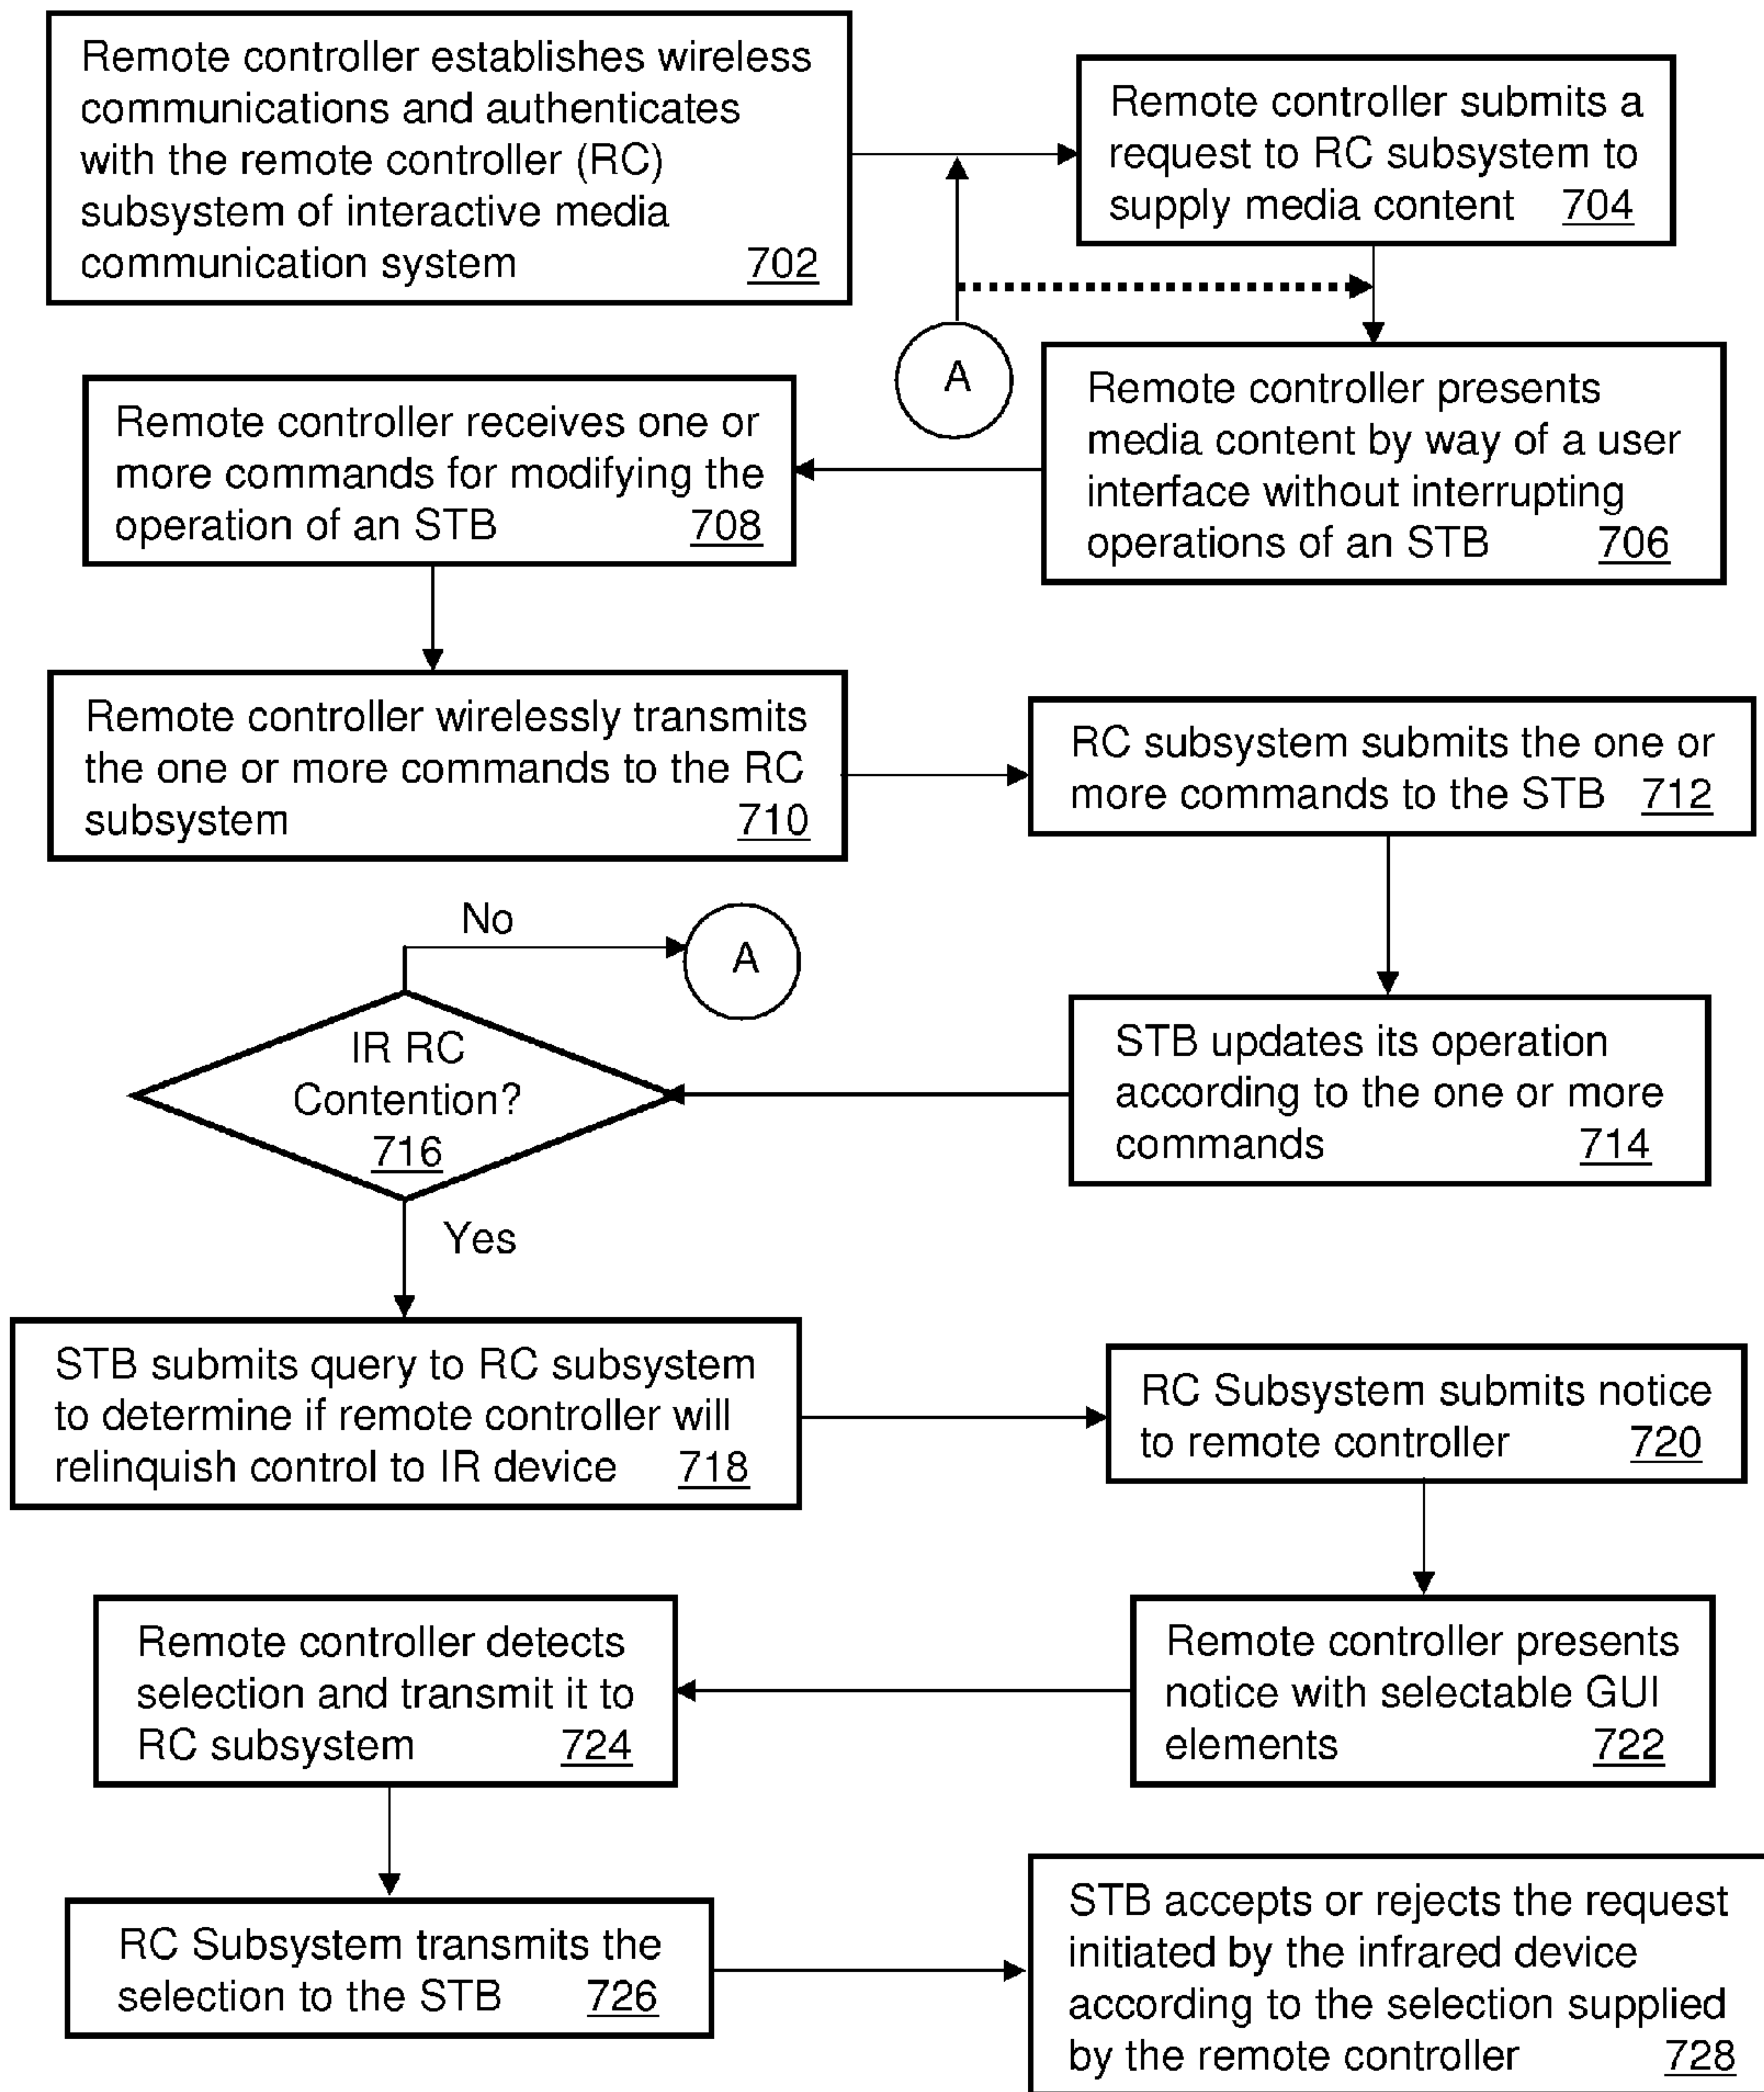 Remote controller establishes wireless
communications and authenticates
with the remote controller (RC)
subsystem of interactive media
communication system 702
Remote controller submits a
request to RC subsystem to
supply media content 704
A
Remote controller presents
media content by way of a user
interface without interrupting
operations of an STB 706
Remote controller receives one or
more commands for modifying the
operation of an STB 708
Remote controller wirelessly transmits
the one or more commands to the RC
subsystem 710
RC subsystem submits the one or
more commands to the STB 712
STB updates its operation
according to the one or more
commands 714
IR RC
Contention?
716
No
A
Yes
STB submits query to RC subsystem
to determine if remote controller will
relinquish control to IR device 718
RC Subsystem submits notice
to remote controller 720
Remote controller presents
notice with selectable GUI
elements 722
Remote controller detects
selection and transmit it to
RC subsystem 724
RC Subsystem transmits the
selection to the STB 726
STB accepts or rejects the request
initiated by the infrared device
according to the selection supplied
by the remote controller 728